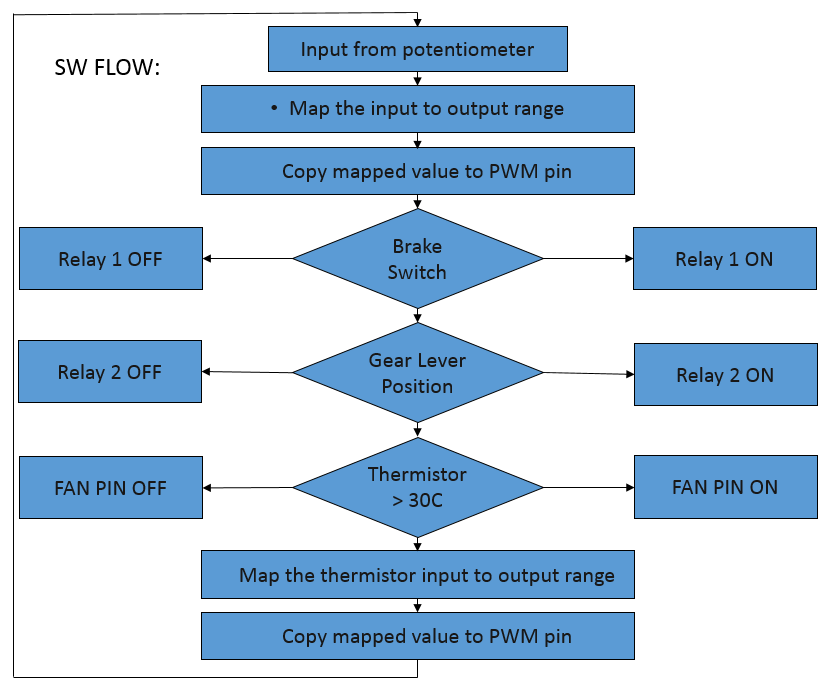 Input from potentiometer
SW FLOW:
• Map the input to output range
Copy mapped value to PWM pin
Relay 1 OFF
Brake
Switch
Relay 1 ON
Relay 2 OFF
Gear Lever
Position
Relay 2 ON
FAN PIN OFF
Thermistor
> 30C
FAN PIN ON
Map the thermistor input to output range
Copy mapped value to PWM pin